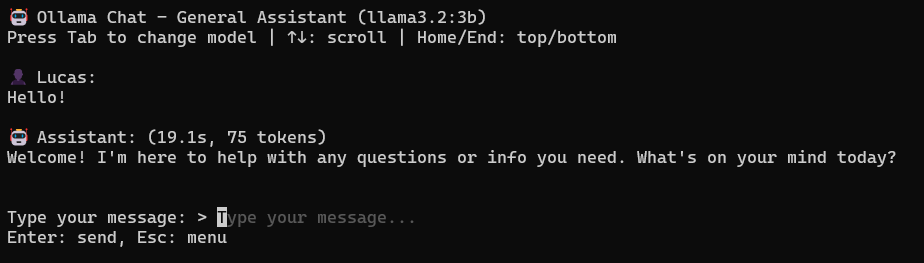 🤖 Ollama Chat - General Assistant (llama3.2:3b)
Press Tab to change model | ↑↓: scroll | Home/End: top/bottom
👤 Lucas:
Hello!
🤖 Assistant: (19.1s, 75 tokens)
Welcome! I'm here to help with any questions or info you need. What's on your mind today?
Type your message: > Type your message...
Enter: send, Esc: menu